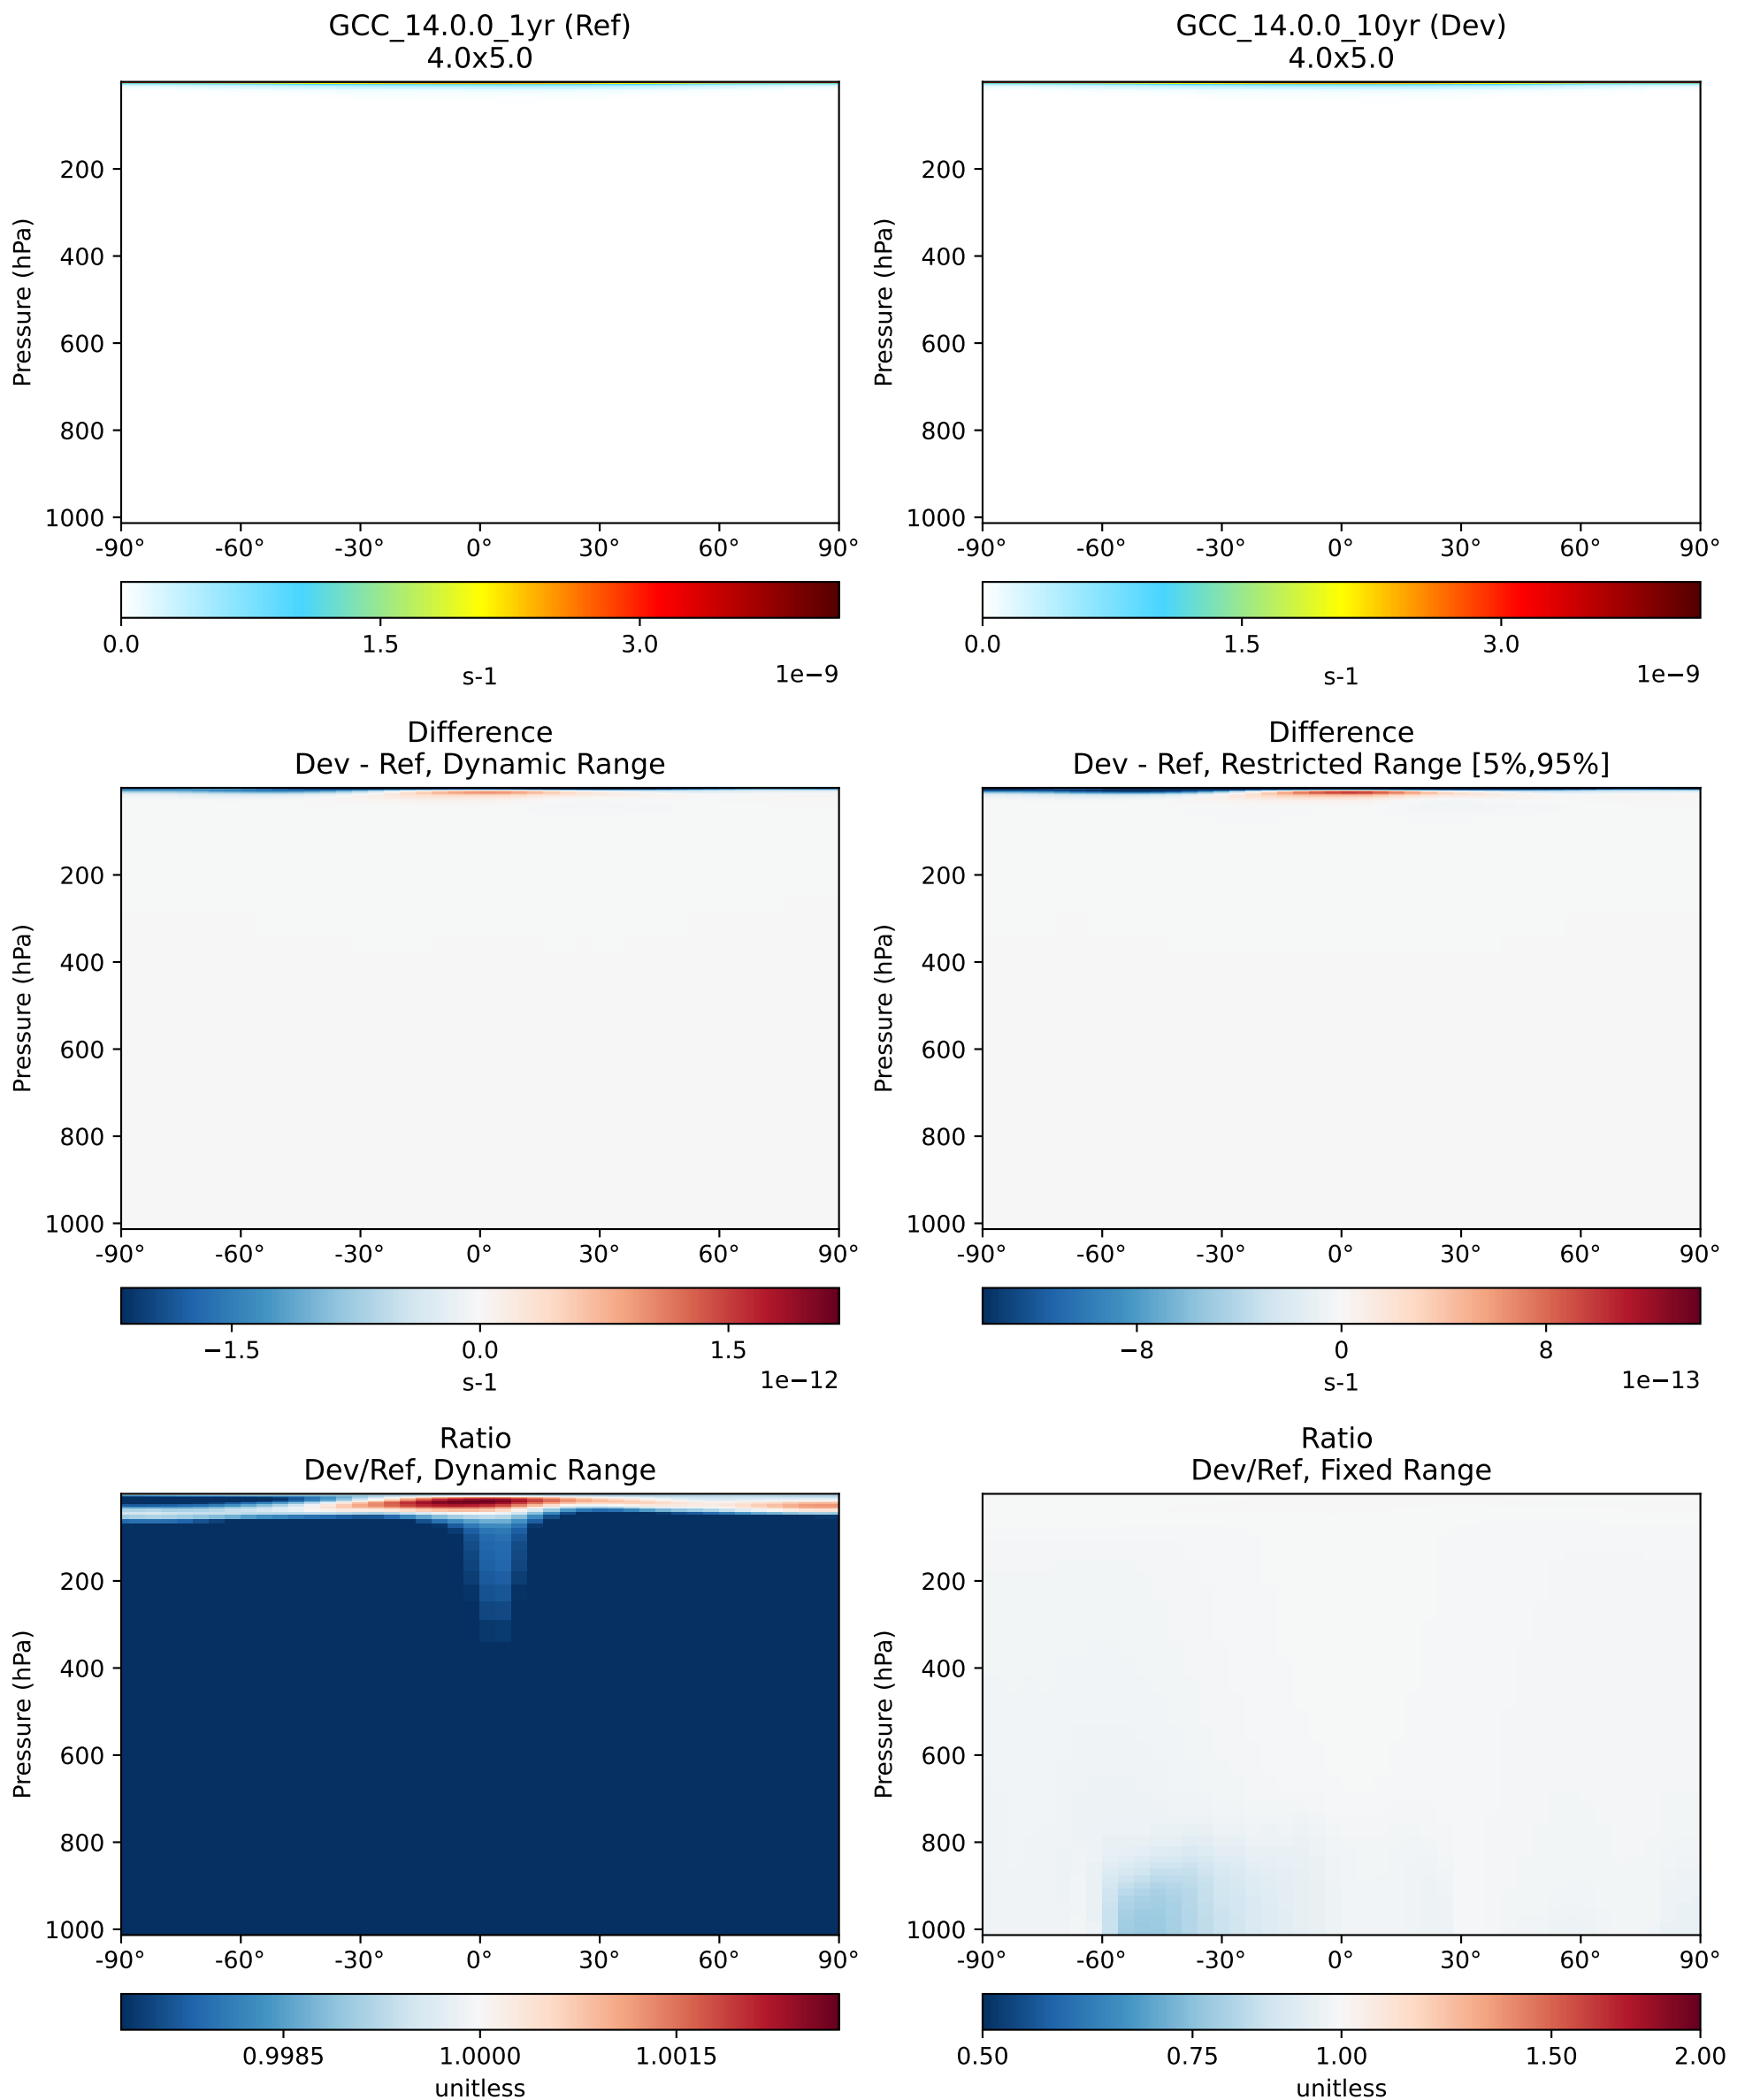 GCC_14.0.0_1yr (Ref)
4.0x5.0
Pressure (hPa)
200
400
600
800
1000
-90° -60° -30° 0° 30° 60° 90°
0.0 1.5 3.0
s-1 1e−9
GCC_14.0.0_10yr (Dev)
4.0x5.0
Pressure (hPa)
200
400
600
800
1000
-90° -60° -30° 0° 30° 60° 90°
0.0 1.5 3.0
s-1 1e−9
Difference
Dev - Ref, Dynamic Range
Pressure (hPa)
200
400
600
800
1000
-90° -60° -30° 0° 30° 60° 90°
−1.5 0.0 1.5
s-1 1e−12
Difference
Dev - Ref, Restricted Range [5%,95%]
Pressure (hPa)
200
400
600
800
1000
-90° -60° -30° 0° 30° 60° 90°
−8 0 8
s-1 1e−13
Ratio
Dev/Ref, Dynamic Range
Pressure (hPa)
200
400
600
800
1000
-90° -60° -30° 0° 30° 60° 90°
0.9985 1.0000 1.0015
unitless
Ratio
Dev/Ref, Fixed Range
Pressure (hPa)
200
400
600
800
1000
-90° -60° -30° 0° 30° 60° 90°
0.50 0.75 1.00 1.50 2.00
unitless